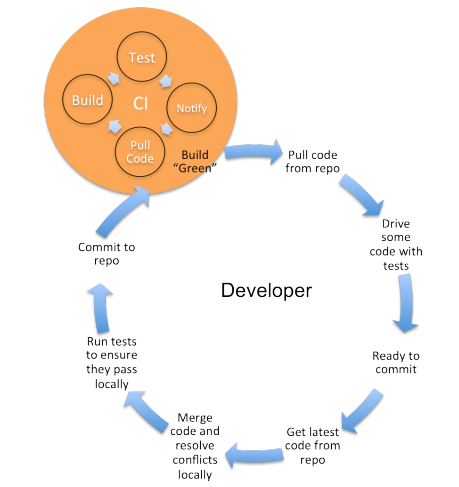 Test
Build
CI
Notify
Pull
Code
Build
“Green”
Pull code
from repo
Drive
some
code with
tests
Ready to
commit
Get latest
code from
repo
Merge
code and
resolve
conflicts
locally
Run tests
to ensure
they pass
locally
Commit to
repo
Developer